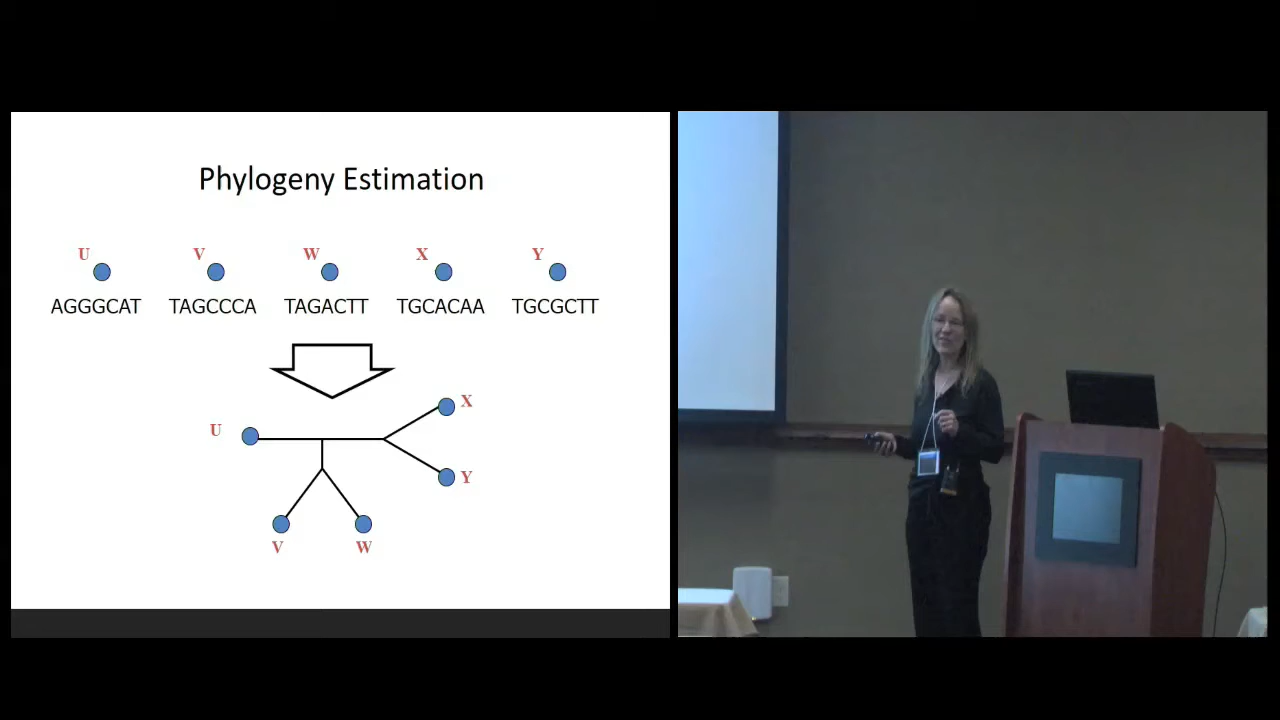 Phylogeny Estimation
U V W X Y
AGGGCAT TAGCCCA TAGACTT TGCACAA TGCGCTT
X
U
Y
V W